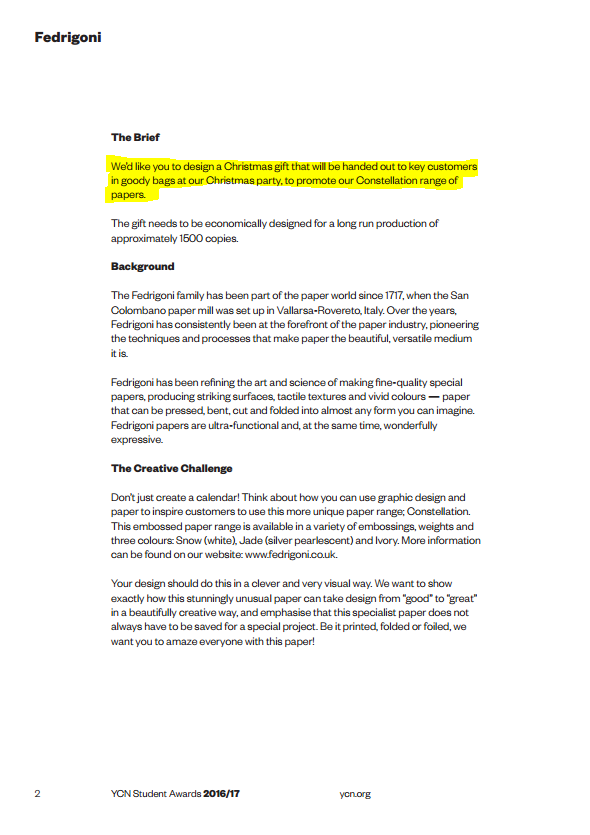 Fedrigoni
The Brief
We'd like you to design a Christmas gift that will be handed out to key customers
in goody bags at our Christmas party, to promote our Constellation range of
papers.
The gift needs to be economically designed for a long run production of
approximately 1500 copies.
Background
The Fedrigoni family has been part of the paper world since 1717, when the San
Colombano paper mill was set up in Vallarsa-Rovereto, Italy. Over the years,
Fedrigoni has consistently been at the forefront of the paper industry, pioneering
the techniques and processes that make paper the beautiful, versatile medium
it is.
Fedrigoni has been refining the art and science of making fine-quality special
papers, producing striking surfaces, tactile textures and vivid colours — paper
that can be pressed, bent, cut and folded into almost any form you can imagine.
Fedrigoni papers are ultra-functional and, at the same time, wonderfully
expressive.
The Creative Challenge
Don't just create a calendar! Think about how you can use graphic design and
paper to inspire customers to use this more unique paper range; Constellation.
This embossed paper range is available in a variety of embossings, weights and
three colours: Snow (white), Jade (silver pearlescent) and Ivory. More information
can be found on our website: www.fedrigoni.co.uk.
Your design should do this in a clever and very visual way. We want to show
exactly how this stunningly unusual paper can take design from "good" to "great"
in a beautifully creative way, and emphasise that this specialist paper does not
always have to be saved for a special project. Be it printed, folded or foiled, we
want you to amaze everyone with this paper!
2 YCN Student Awards 2016/17 ycn.org